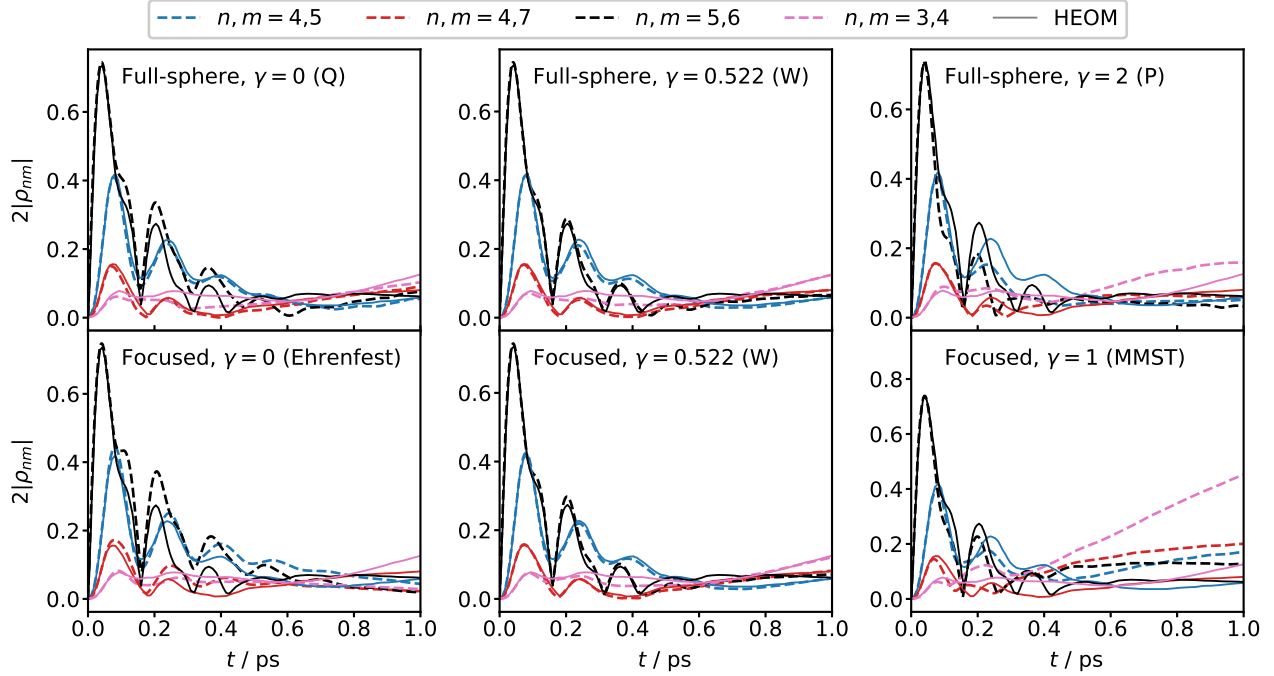 n, m = 4,5 n, m = 4,7 n, m = 5,6 n, m = 3,4 HEOM
Full-sphere, γ = 0 (Q)
0.6
0.4
0.2
0.0
2|ρnm|
Full-sphere, γ = 0.522 (W)
0.6
0.4
0.2
0.0
Full-sphere, γ = 2 (P)
0.6
0.4
0.2
0.0
Focused, γ = 0 (Ehrenfest)
0.6
0.4
0.2
0.0
2|ρnm|
0.0 0.2 0.4 0.6 0.8 1.0
t / ps
Focused, γ = 0.522 (W)
0.6
0.4
0.2
0.0
0.0 0.2 0.4 0.6 0.8 1.0
t / ps
Focused, γ = 1 (MMST)
0.8
0.6
0.4
0.2
0.0
0.0 0.2 0.4 0.6 0.8 1.0
t / ps